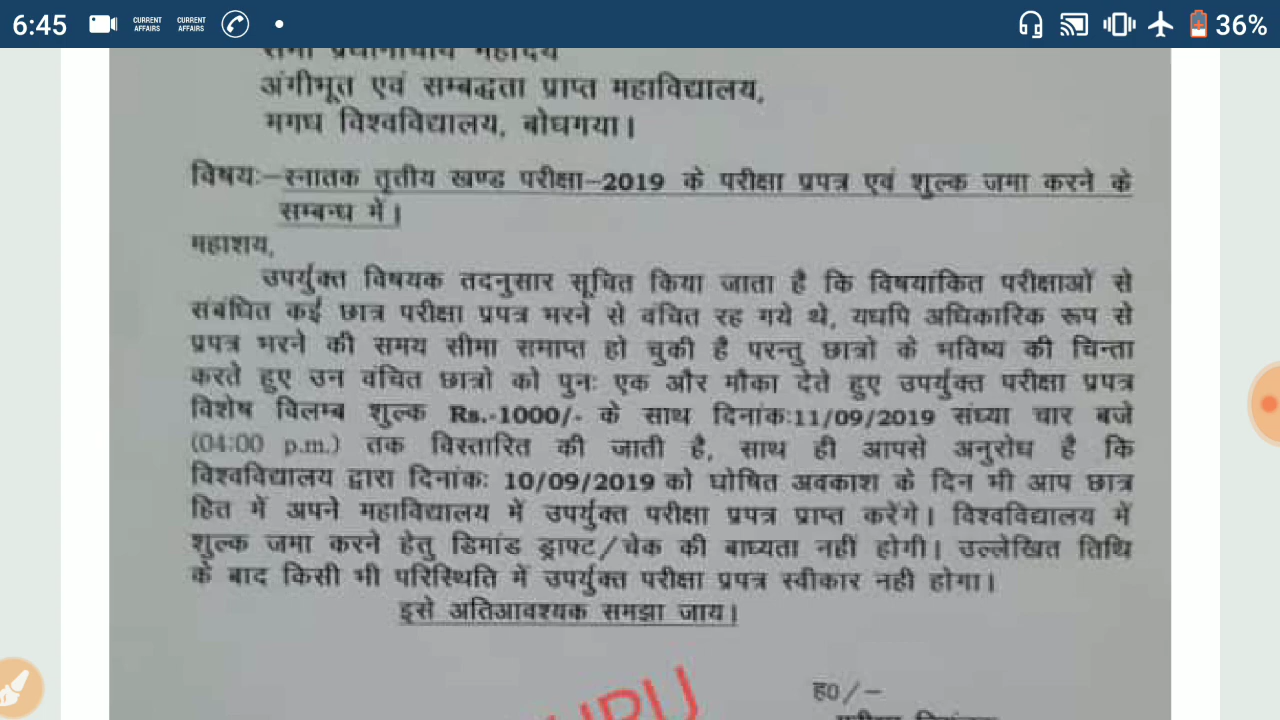 6:45
CURRENT AFFAIRS
CURRENT AFFAIRS
36%
सभी प्रधानाचार्य महोदय
अंगीभूत एवं सम्बद्धता प्राप्त महाविद्यालय,
मगध विश्वविद्यालय, बोधगया।
विषयः–स्नातक तृतीय खण्ड परीक्षा–2019 के परीक्षा प्रपत्र एवं शुल्क जमा करने के
सम्बन्ध में।
महाशय,
उपर्युक्त विषयक तदनुसार सूचित किया जाता है कि विषयांकित परीक्षाओं से
संबंधित कई छात्र परीक्षा प्रपत्र भरने से वंचित रह गये थे, यधपि अधिकारिक रूप से
प्रपत्र भरने की समय सीमा समाप्त हो चुकी है परन्तु छात्रो के भविष्य की चिन्ता
करते हुए उन वंचित छात्रो को पुनः एक और मौका देते हुए उपर्युक्त परीक्षा प्रपत्र
विशेष विलम्ब शुल्क Rs.-1000/- के साथ दिनांकः11/09/2019 संध्या चार बजे
(04:00 p.m.) तक विस्तारित की जाती है, साथ ही आपसे अनुरोध है कि
विश्वविद्यालय द्वारा दिनांकः 10/09/2019 को घोषित अवकाश के दिन भी आप छात्र
हित में अपने महाविद्यालय में उपर्युक्त परीक्षा प्रपत्र प्राप्त करेंगे। विश्वविद्यालय में
शुल्क जमा करने हेतु डिमांड ड्राफ्ट/चेक की बाध्यता नहीं होगी। उल्लेखित तिथि
के बाद किसी भी परिस्थिति में उपर्युक्त परीक्षा प्रपत्र स्वीकार नही होगा।
इसे अतिआवश्यक समझा जाय।
ह0/–